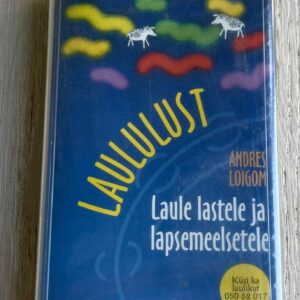 LAULULUST
ANDRES
LOIGOM
Laule lastele ja
lapsemeelsetele
Küsi ka
laulikut
050 62 017